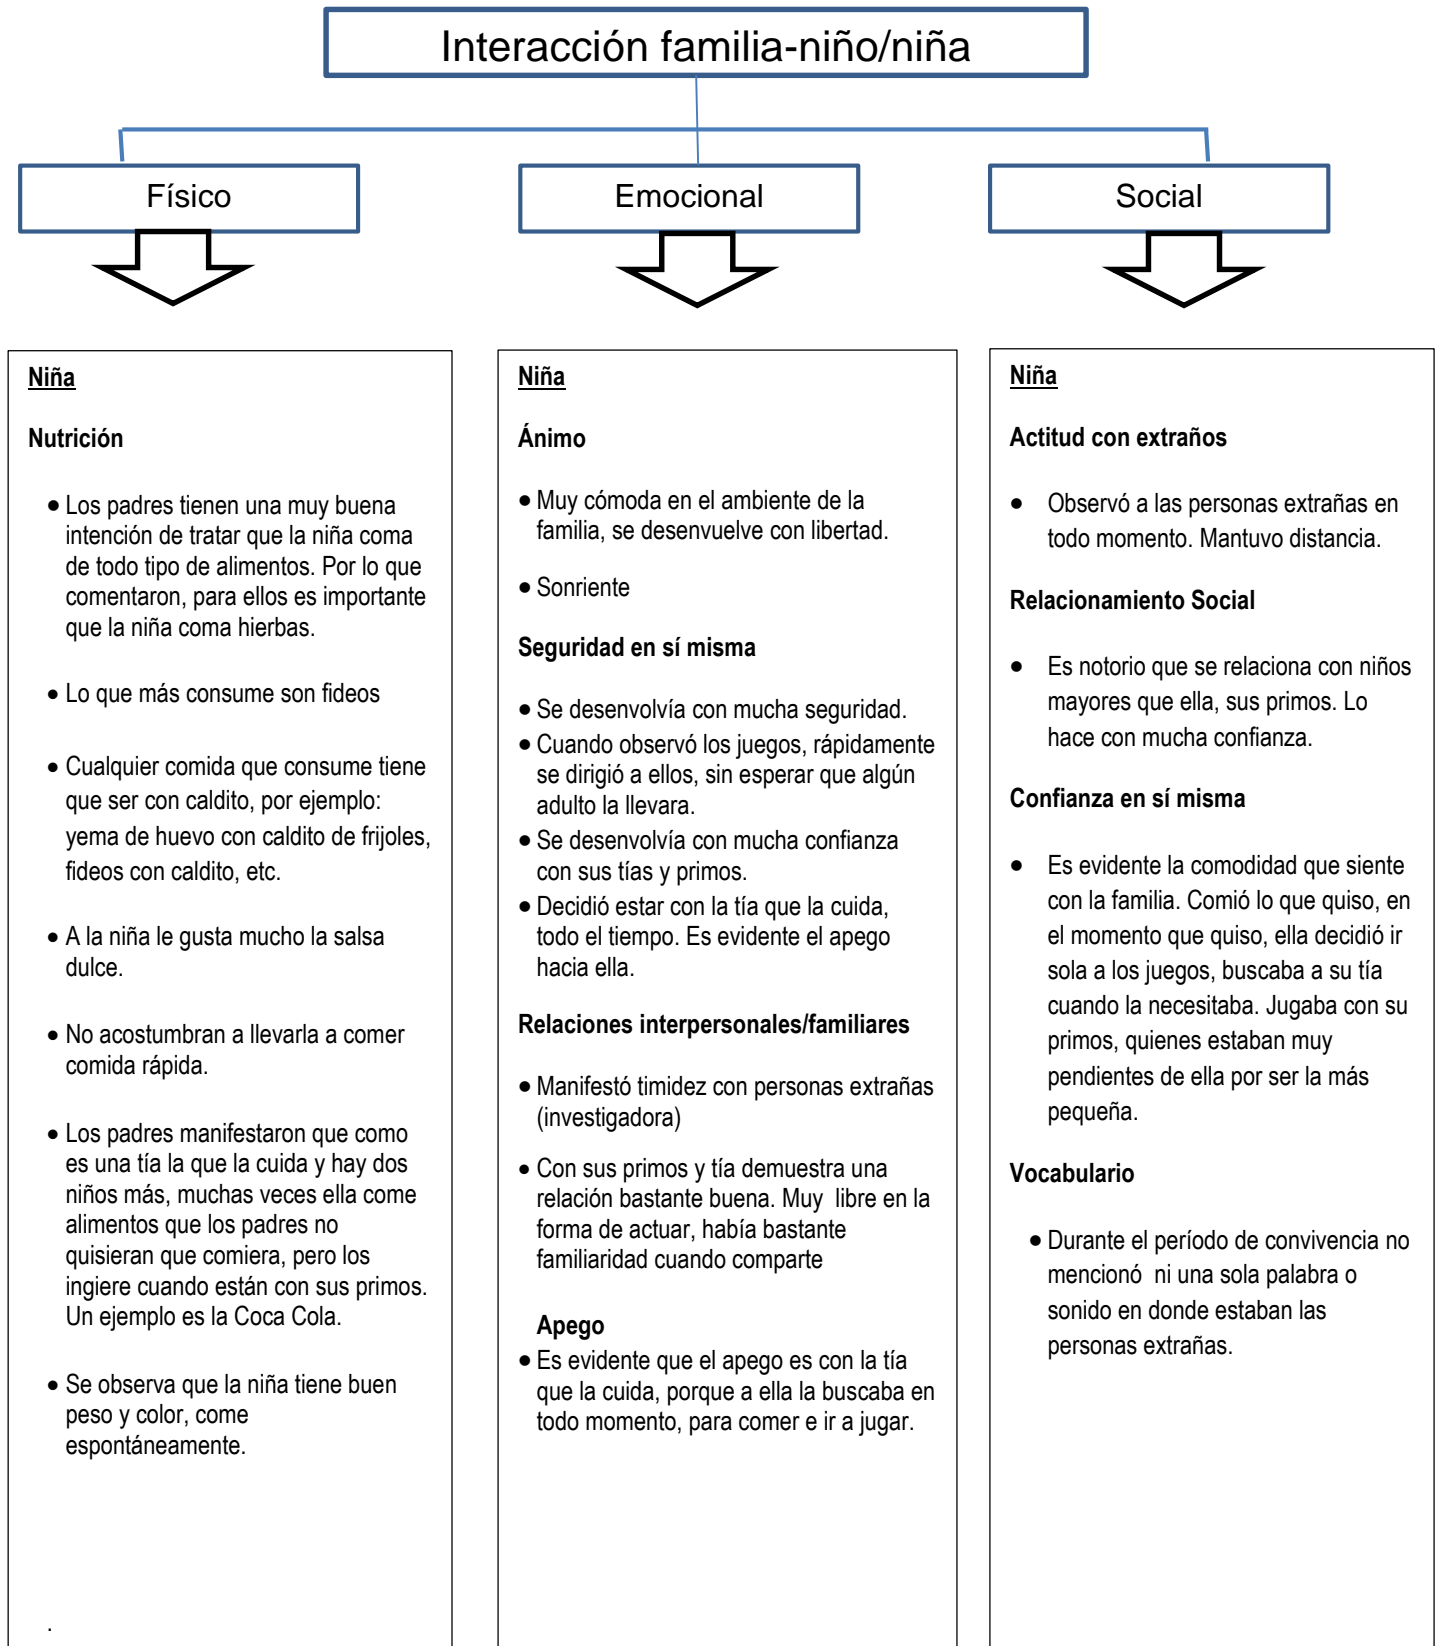 Interacción familia-niño/niña
Físico
Emocional
Social
Niña
Nutrición
• Los padres tienen una muy buena
intención de tratar que la niña coma
de todo tipo de alimentos. Por lo que
comentaron, para ellos es importante
que la niña coma hierbas.
• Lo que más consume son fideos
• Cualquier comida que consume tiene
que ser con caldito, por ejemplo:
yema de huevo con caldito de frijoles,
fideos con caldito, etc.
• A la niña le gusta mucho la salsa
dulce.
• No acostumbran a llevarla a comer
comida rápida.
• Los padres manifestaron que como
es una tía la que la cuida y hay dos
niños más, muchas veces ella come
alimentos que los padres no
quisieran que comiera, pero los
ingiere cuando están con sus primos.
Un ejemplo es la Coca Cola.
• Se observa que la niña tiene buen
peso y color, come
espontáneamente.
.
Niña
Ánimo
• Muy cómoda en el ambiente de la
familia, se desenvuelve con libertad.
• Sonriente
Seguridad en sí misma
• Se desenvolvía con mucha seguridad.
• Cuando observó los juegos, rápidamente
se dirigió a ellos, sin esperar que algún
adulto la llevara.
• Se desenvolvía con mucha confianza
con sus tías y primos.
• Decidió estar con la tía que la cuida,
todo el tiempo. Es evidente el apego
hacia ella.
Relaciones interpersonales/familiares
• Manifestó timidez con personas extrañas
(investigadora)
• Con sus primos y tía demuestra una
relación bastante buena. Muy libre en la
forma de actuar, había bastante
familiaridad cuando comparte
Apego
• Es evidente que el apego es con la tía
que la cuida, porque a ella la buscaba en
todo momento, para comer e ir a jugar.
Niña
Actitud con extraños
• Observó a las personas extrañas en
todo momento. Mantuvo distancia.
Relacionamiento Social
• Es notorio que se relaciona con niños
mayores que ella, sus primos. Lo
hace con mucha confianza.
Confianza en sí misma
• Es evidente la comodidad que siente
con la familia. Comió lo que quiso, en
el momento que quiso, ella decidió ir
sola a los juegos, buscaba a su tía
cuando la necesitaba. Jugaba con su
primos, quienes estaban muy
pendientes de ella por ser la más
pequeña.
Vocabulario
• Durante el período de convivencia no
mencionó ni una sola palabra o
sonido en donde estaban las
personas extrañas.